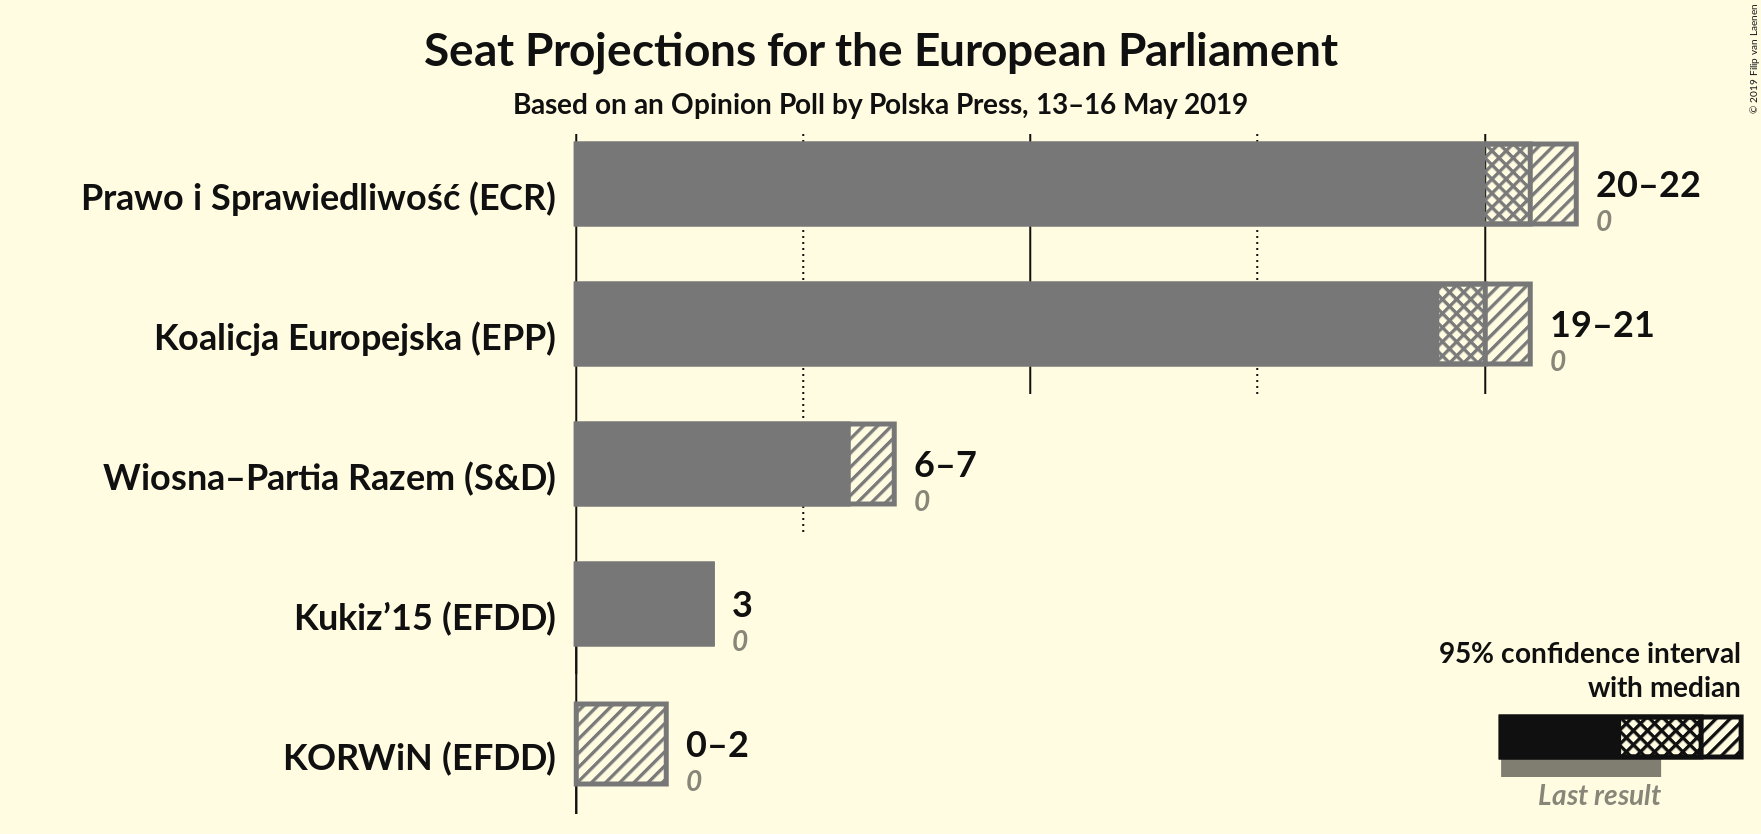 Seat Projections for the European Parliament
Based on an Opinion Poll by Polska Press, 13–16 May 2019
© 2019 Filip van Laenen
Prawo i Sprawiedliwość (ECR)
20–22
0
Koalicja Europejska (EPP)
19–21
0
Wiosna–Partia Razem (S&D)
6–7
0
Kukiz’15 (EFDD)
3
0
KORWiN (EFDD)
0–2
0
95% confidence interval
with median
Last result